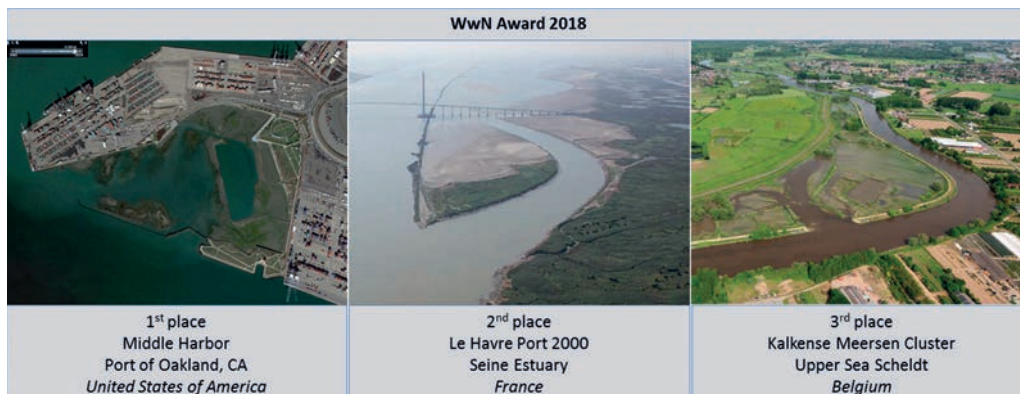 WwN Award 2018
1st place
Middle Harbor
Port of Oakland, CA
United States of America
2nd place
Le Havre Port 2000
Seine Estuary
France
3rd place
Kalkense Meersen Cluster
Upper Sea Scheldt
Belgium